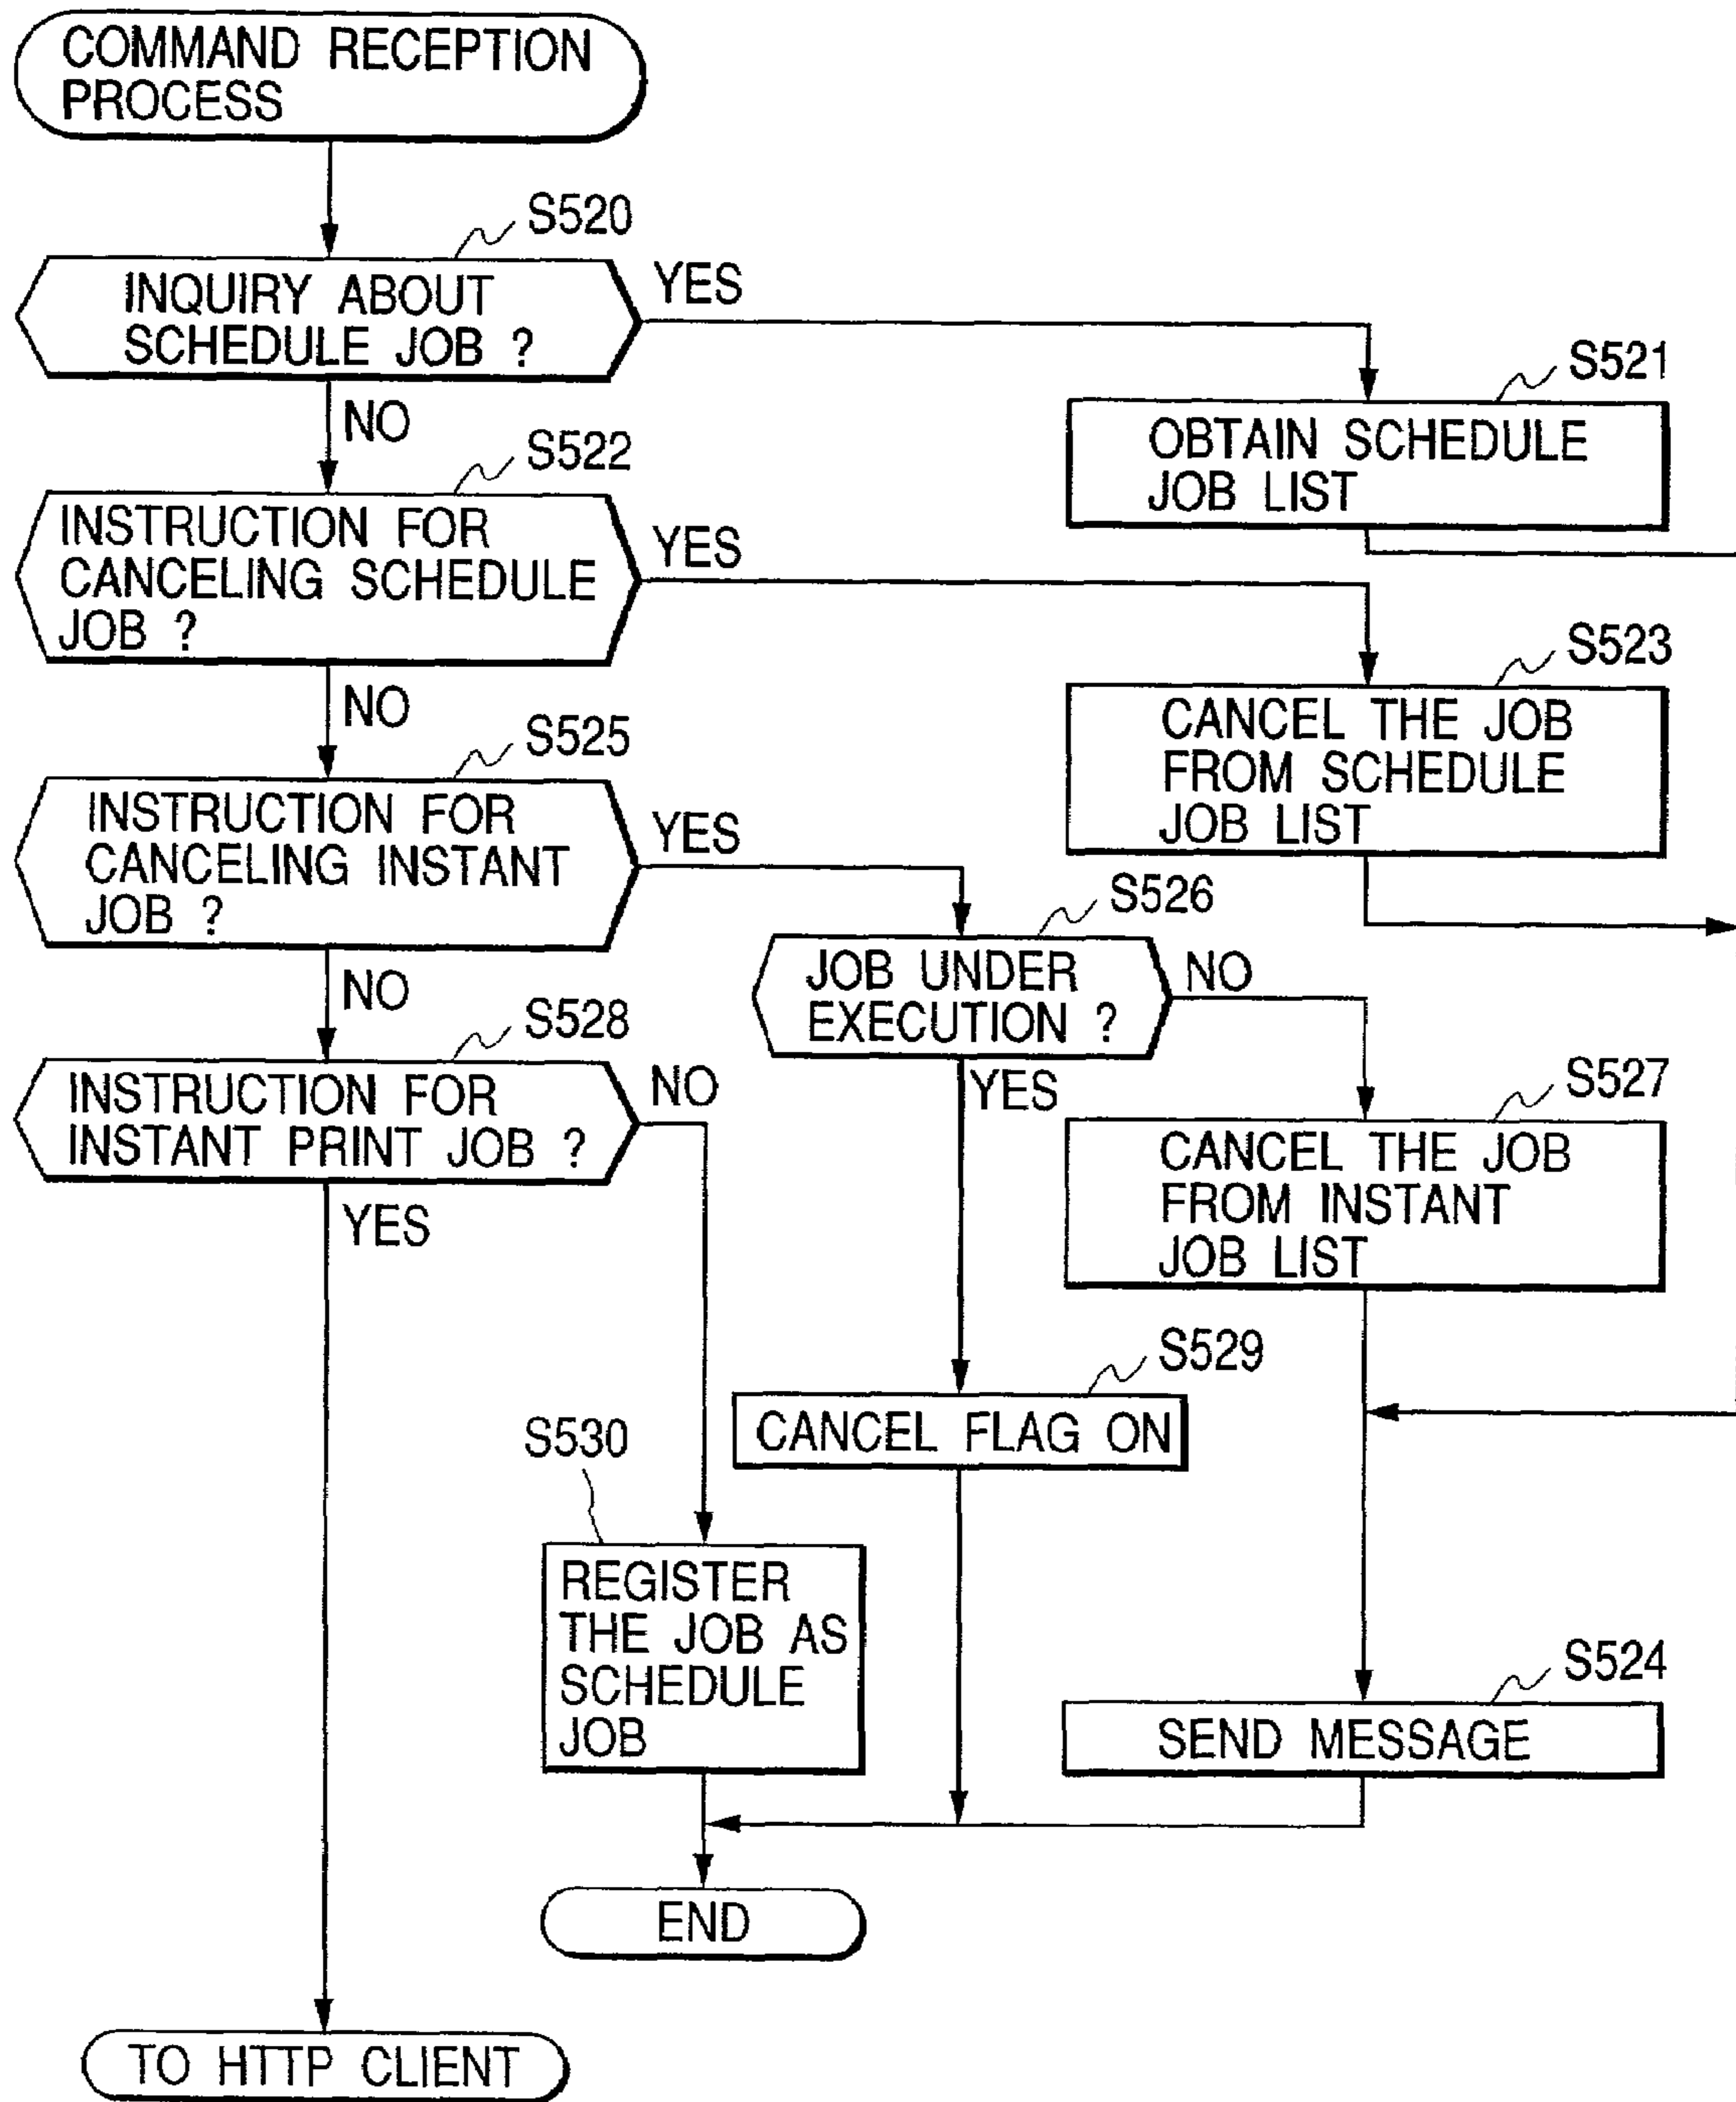 COMMAND RECEPTION
PROCESS
S520
INQUIRY ABOUT
SCHEDULE JOB ?
YES
NO
S521
OBTAIN SCHEDULE
JOB LIST
S522
INSTRUCTION FOR
CANCELING SCHEDULE
JOB ?
YES
NO
S523
CANCEL THE JOB
FROM SCHEDULE
JOB LIST
S525
INSTRUCTION FOR
CANCELING INSTANT
JOB ?
YES
NO
S526
JOB UNDER
EXECUTION ?
NO
YES
S527
CANCEL THE JOB
FROM INSTANT
JOB LIST
S528
INSTRUCTION FOR
INSTANT PRINT JOB ?
NO
YES
S529
CANCEL FLAG ON
S530
REGISTER
THE JOB AS
SCHEDULE
JOB
S524
SEND MESSAGE
END
TO HTTP CLIENT